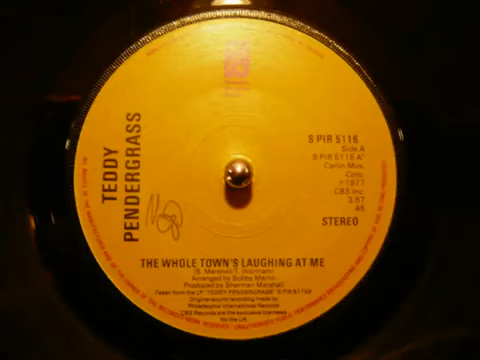 TEDDY
PENDERGRASS
S PIR 5116
Side A
S PIR 5116 A
Carlin Mus.
Corp.
℗1977
CBS Inc.
3.57
45
STEREO
THE WHOLE TOWN'S LAUGHING AT ME
(S. Marshall/T. Wortham)
Arranged by Bobby Martin
Produced by Sherman Marshall
Taken from the LP "TEDDY PENDERGRASS" S PIR 81759
Original sound recording made by
Philadelphia International Records
CBS Records are the exclusive licensees
for the UK